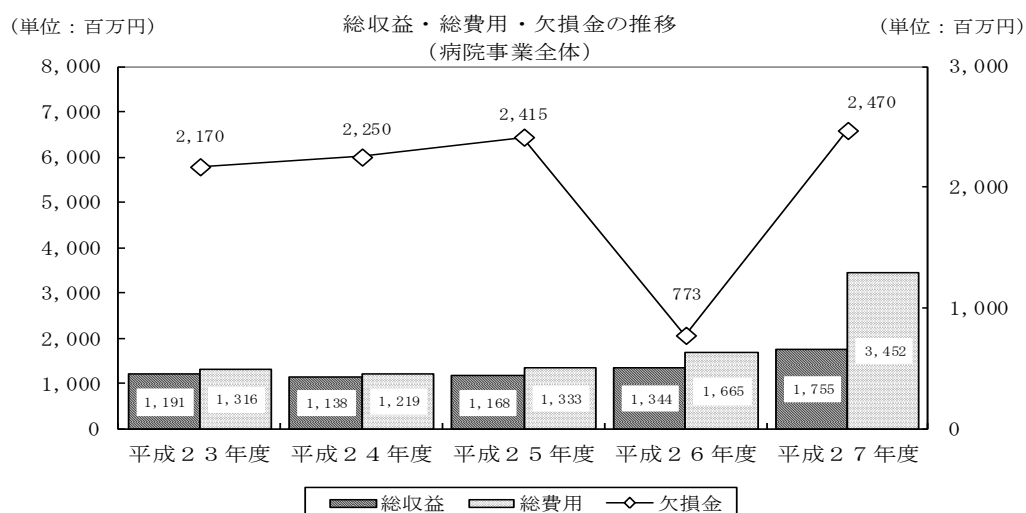 (単位：百万円) 総収益・総費用・欠損金の推移 (単位：百万円)
(病院事業全体)
8,000 3,000
7,000
2,170 2,250 2,415 2,470
6,000
5,000 2,000
4,000
3,000 773 1,000
2,000
1,000
1,191 1,316 1,138 1,219 1,168 1,333 1,344 1,665 1,755 3,452
0 0
平成２３年度 平成２４年度 平成２５年度 平成２６年度 平成２７年度
総収益 総費用 欠損金